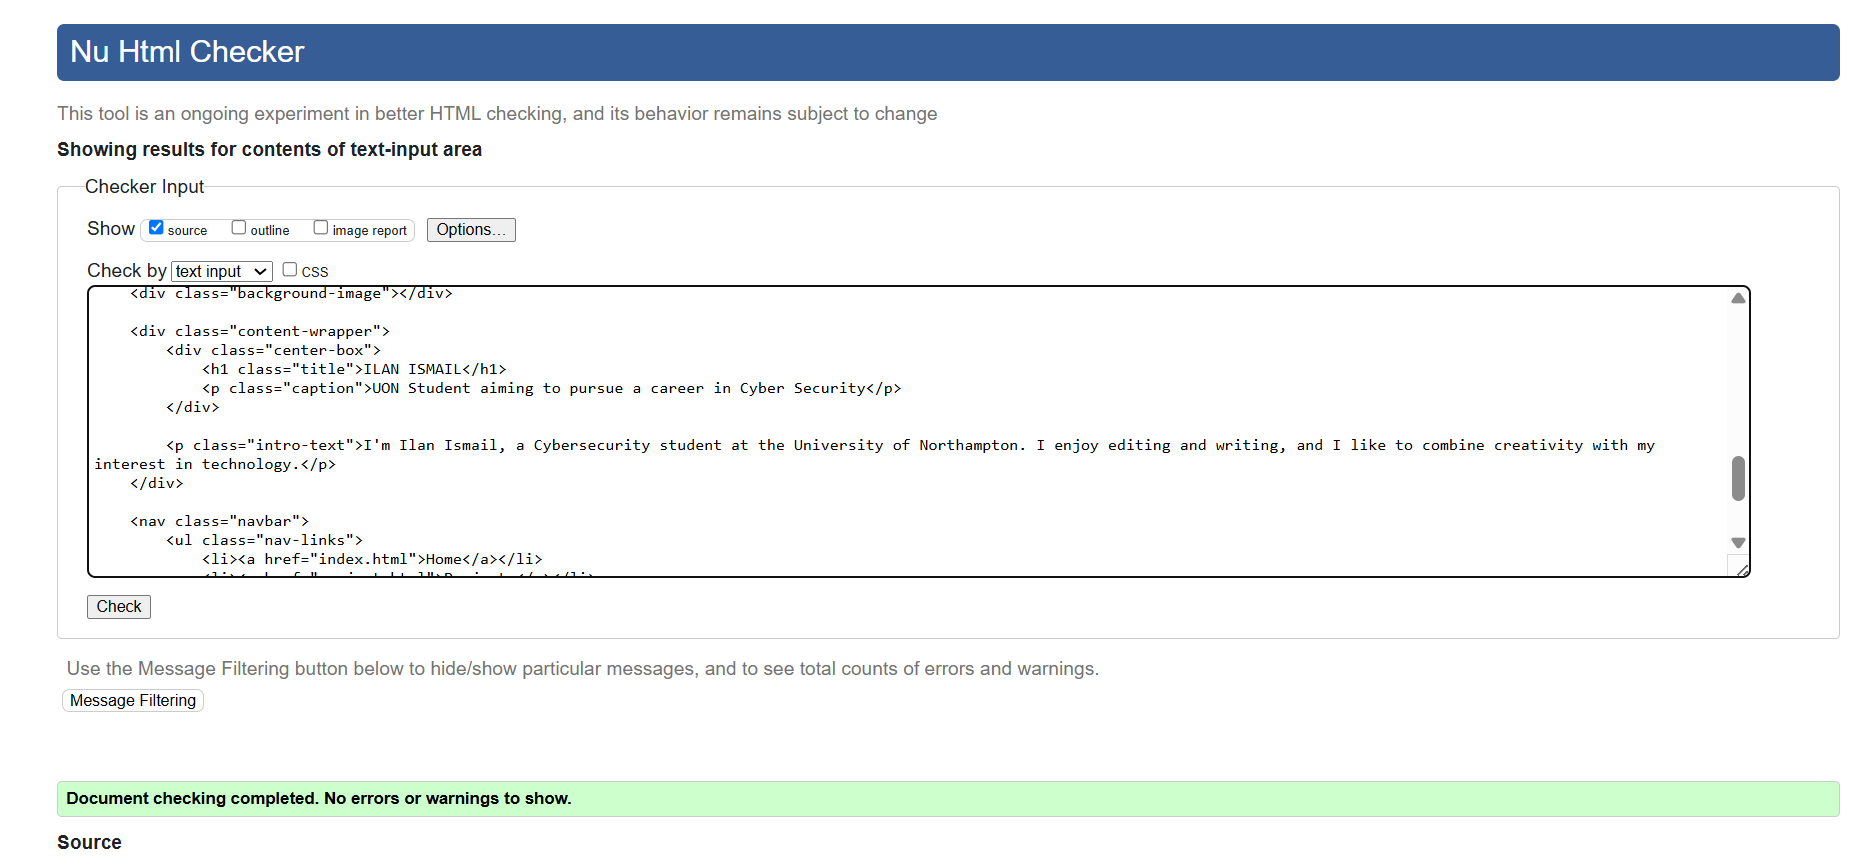 Nu Html Checker
This tool is an ongoing experiment in better HTML checking, and its behavior remains subject to change
Showing results for contents of text-input area
Checker Input
Show source outline image report Options...
Check by text input CSS
<div class="background-image"></div>
<div class="content-wrapper">
<div class="center-box">
<h1 class="title">ILAN ISMAIL</h1>
<p class="caption">UON Student aiming to pursue a career in Cyber Security</p>
</div>
<p class="intro-text">I'm Ilan Ismail, a Cybersecurity student at the University of Northampton. I enjoy editing and writing, and I like to combine creativity with my
interest in technology.</p>
</div>
<nav class="navbar">
<ul class="nav-links">
<li><a href="index.html">Home</a></li>
Check
Use the Message Filtering button below to hide/show particular messages, and to see total counts of errors and warnings.
Message Filtering
Document checking completed. No errors or warnings to show.
Source